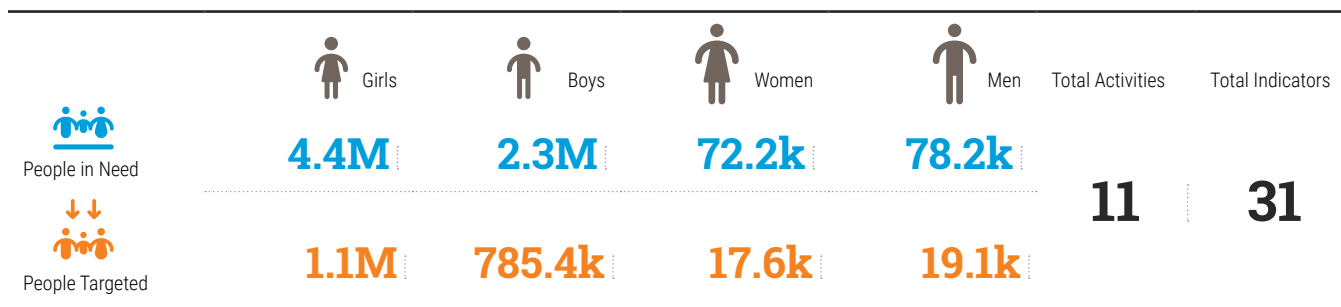 Girls
Boys
Women
Men
Total Activities
Total Indicators
People in Need
4.4M
2.3M
72.2k
78.2k
11
31
People Targeted
1.1M
785.4k
17.6k
19.1k